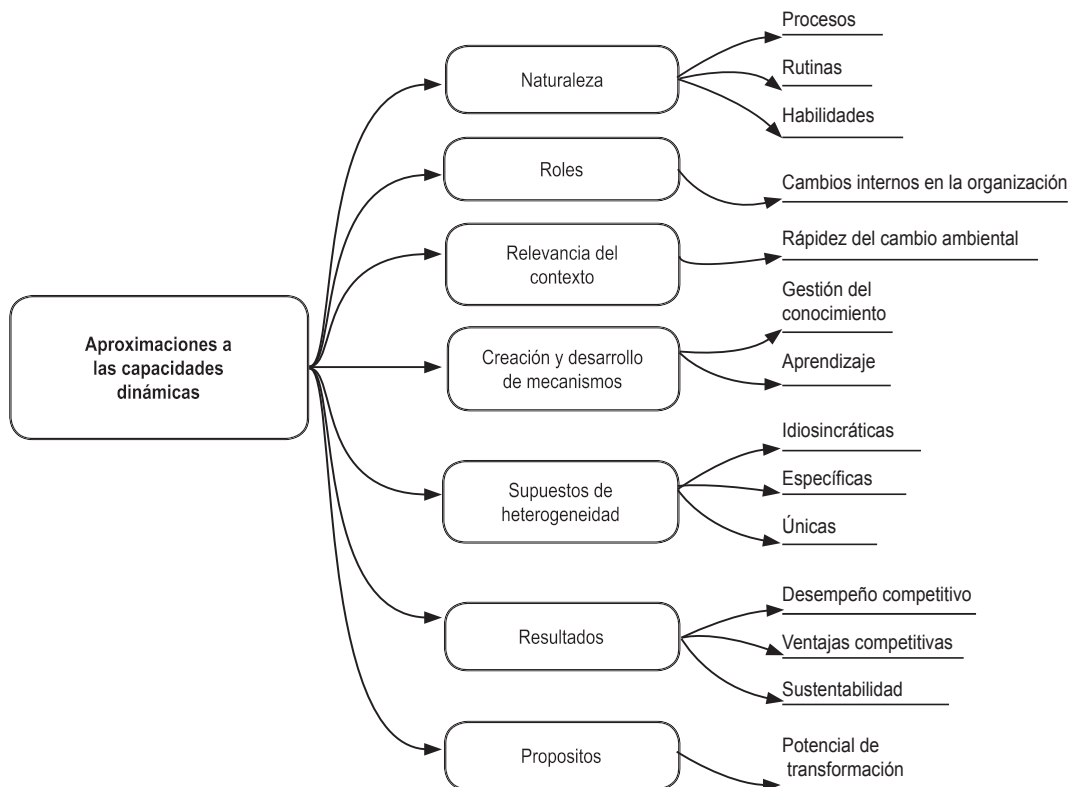 Aproximaciones a
las capacidades
dinámicas
Naturaleza
Procesos
Rutinas
Habilidades
Roles
Cambios internos en la organización
Relevancia del
contexto
Rápidez del cambio ambiental
Creación y desarrollo
de mecanismos
Gestión del
conocimiento
Aprendizaje
Supuestos de
heterogeneidad
Idiosincráticas
Específicas
Únicas
Resultados
Desempeño competitivo
Ventajas competitivas
Sustentabilidad
Propositos
Potencial de
transformación